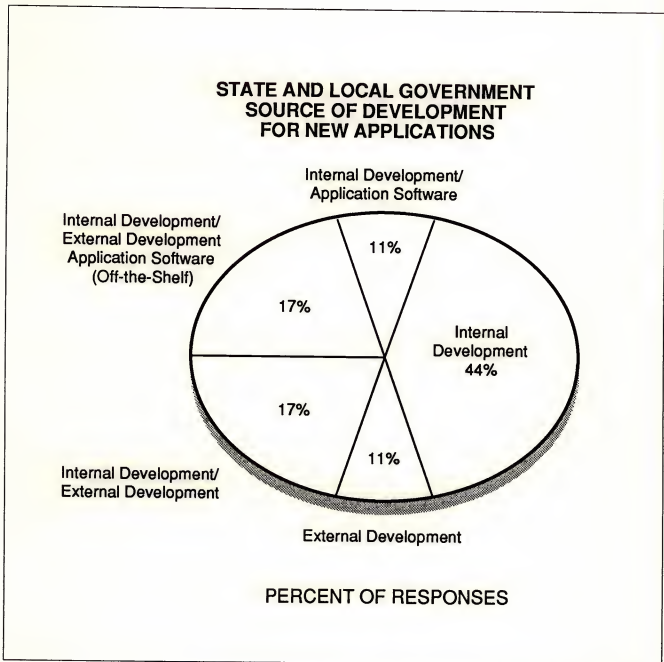 STATE AND LOCAL GOVERNMENT
SOURCE OF DEVELOPMENT
FOR NEW APPLICATIONS
Internal Development/
Application Software
Internal Development/
External Development
Application Software
(Off-the-Shelf)
11%
17%
Internal
Development
44%
17%
11%
Internal Development/
External Development
External Development
PERCENT OF RESPONSES